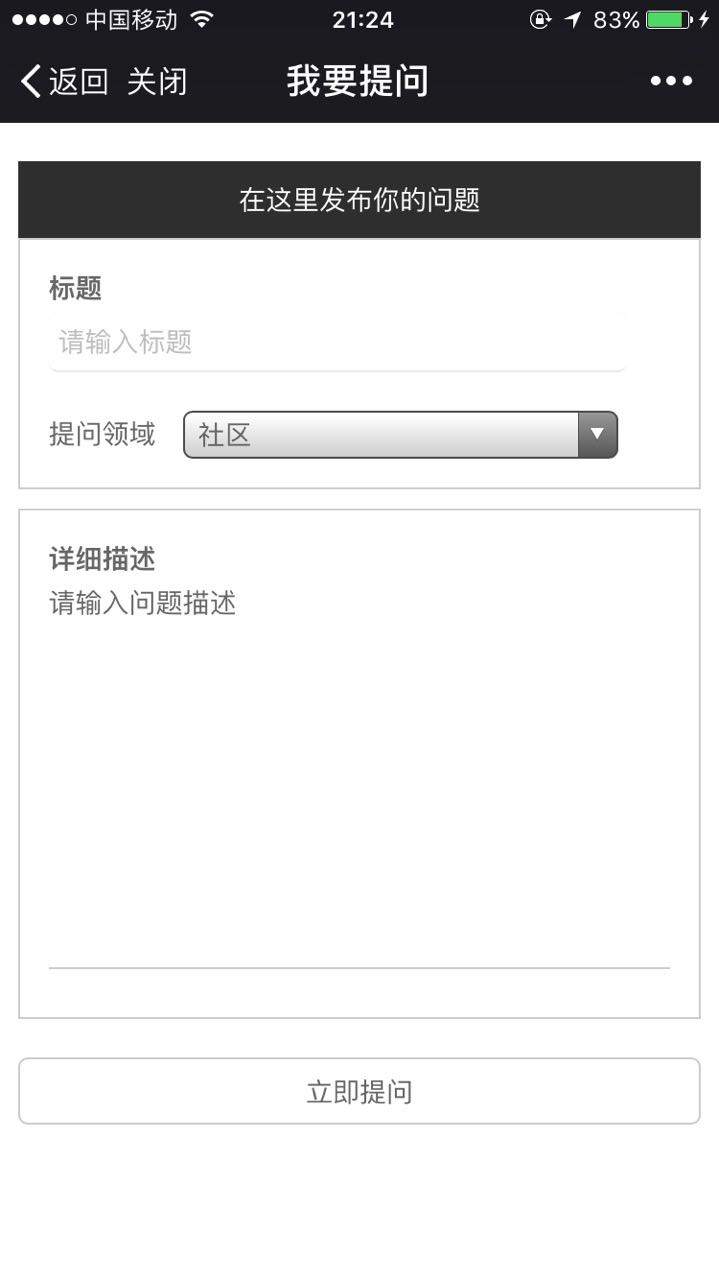 中国移动 21:24 83%
返回 关闭 我要提问
在这里发布你的问题
标题
请输入标题
提问领域 社区
详细描述
请输入问题描述
立即提问